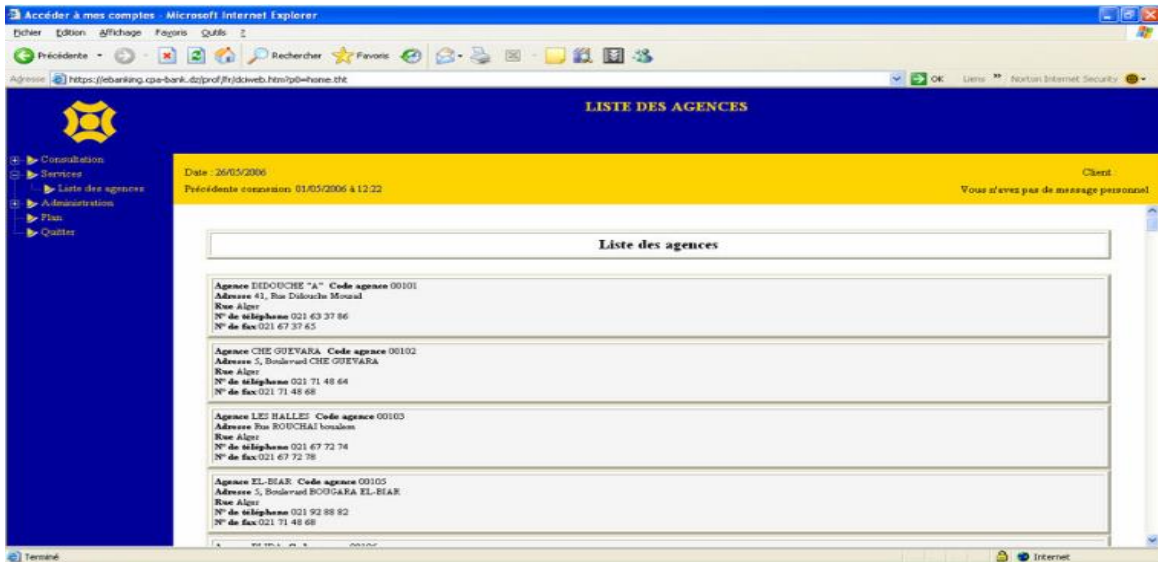 Accéder à mes comptes - Microsoft Internet Explorer
Fichier Edition Affichage Favoris Outils ?
Précédente Rechercher Favoris
Adresse https://ebanking.cpa-bank.dz/prof/fr/dciweb.htm?p0=home.tht OK Liens » Norton Internet Security
LISTE DES AGENCES
Consultation
Services
Liste des agences
Administration
Plan
Quitter
Date : 26/05/2006 Client :
Précédente connexion 01/05/2006 à 12:22 Vous n'avez pas de message personnel
Liste des agences
Agence DIDOUCHE "A" Code agence 00101
Adresse 41, Rue Didouche Mourad
Rue Alger
N° de téléphone 021 63 37 86
N° de fax 021 67 37 65
Agence CHE GUEVARA Code agence 00102
Adresse 5, Boulevard CHE GUEVARA
Rue Alger
N° de téléphone 021 71 48 64
N° de fax 021 71 48 68
Agence LES HALLES Code agence 00103
Adresse Rue ROUCHAI boualem
Rue Alger
N° de téléphone 021 67 72 74
N° de fax 021 67 72 78
Agence EL-BIAR Code agence 00105
Adresse 5, Boulevard BOUGARA EL-BIAR
Rue Alger
N° de téléphone 021 92 88 82
N° de fax 021 71 48 68
Terminé Internet